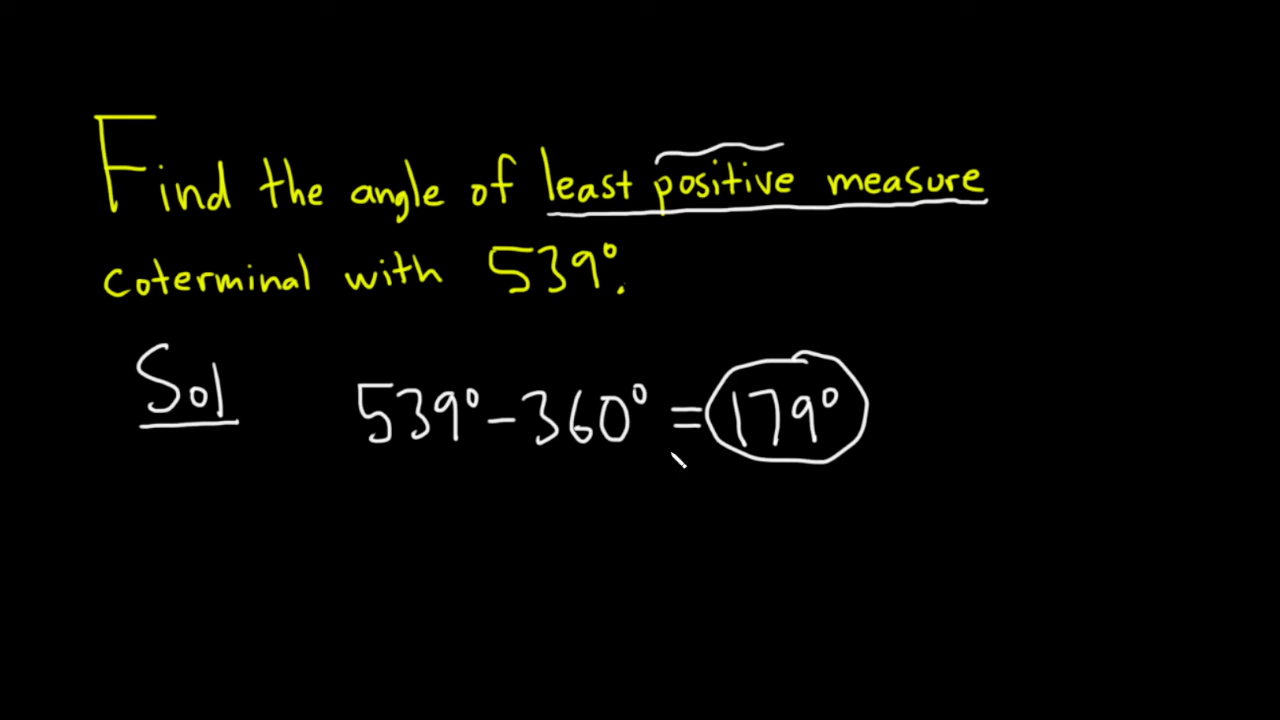 Find the angle of least positive measure
coterminal with 539°.
Sol 539° - 360° = 179°